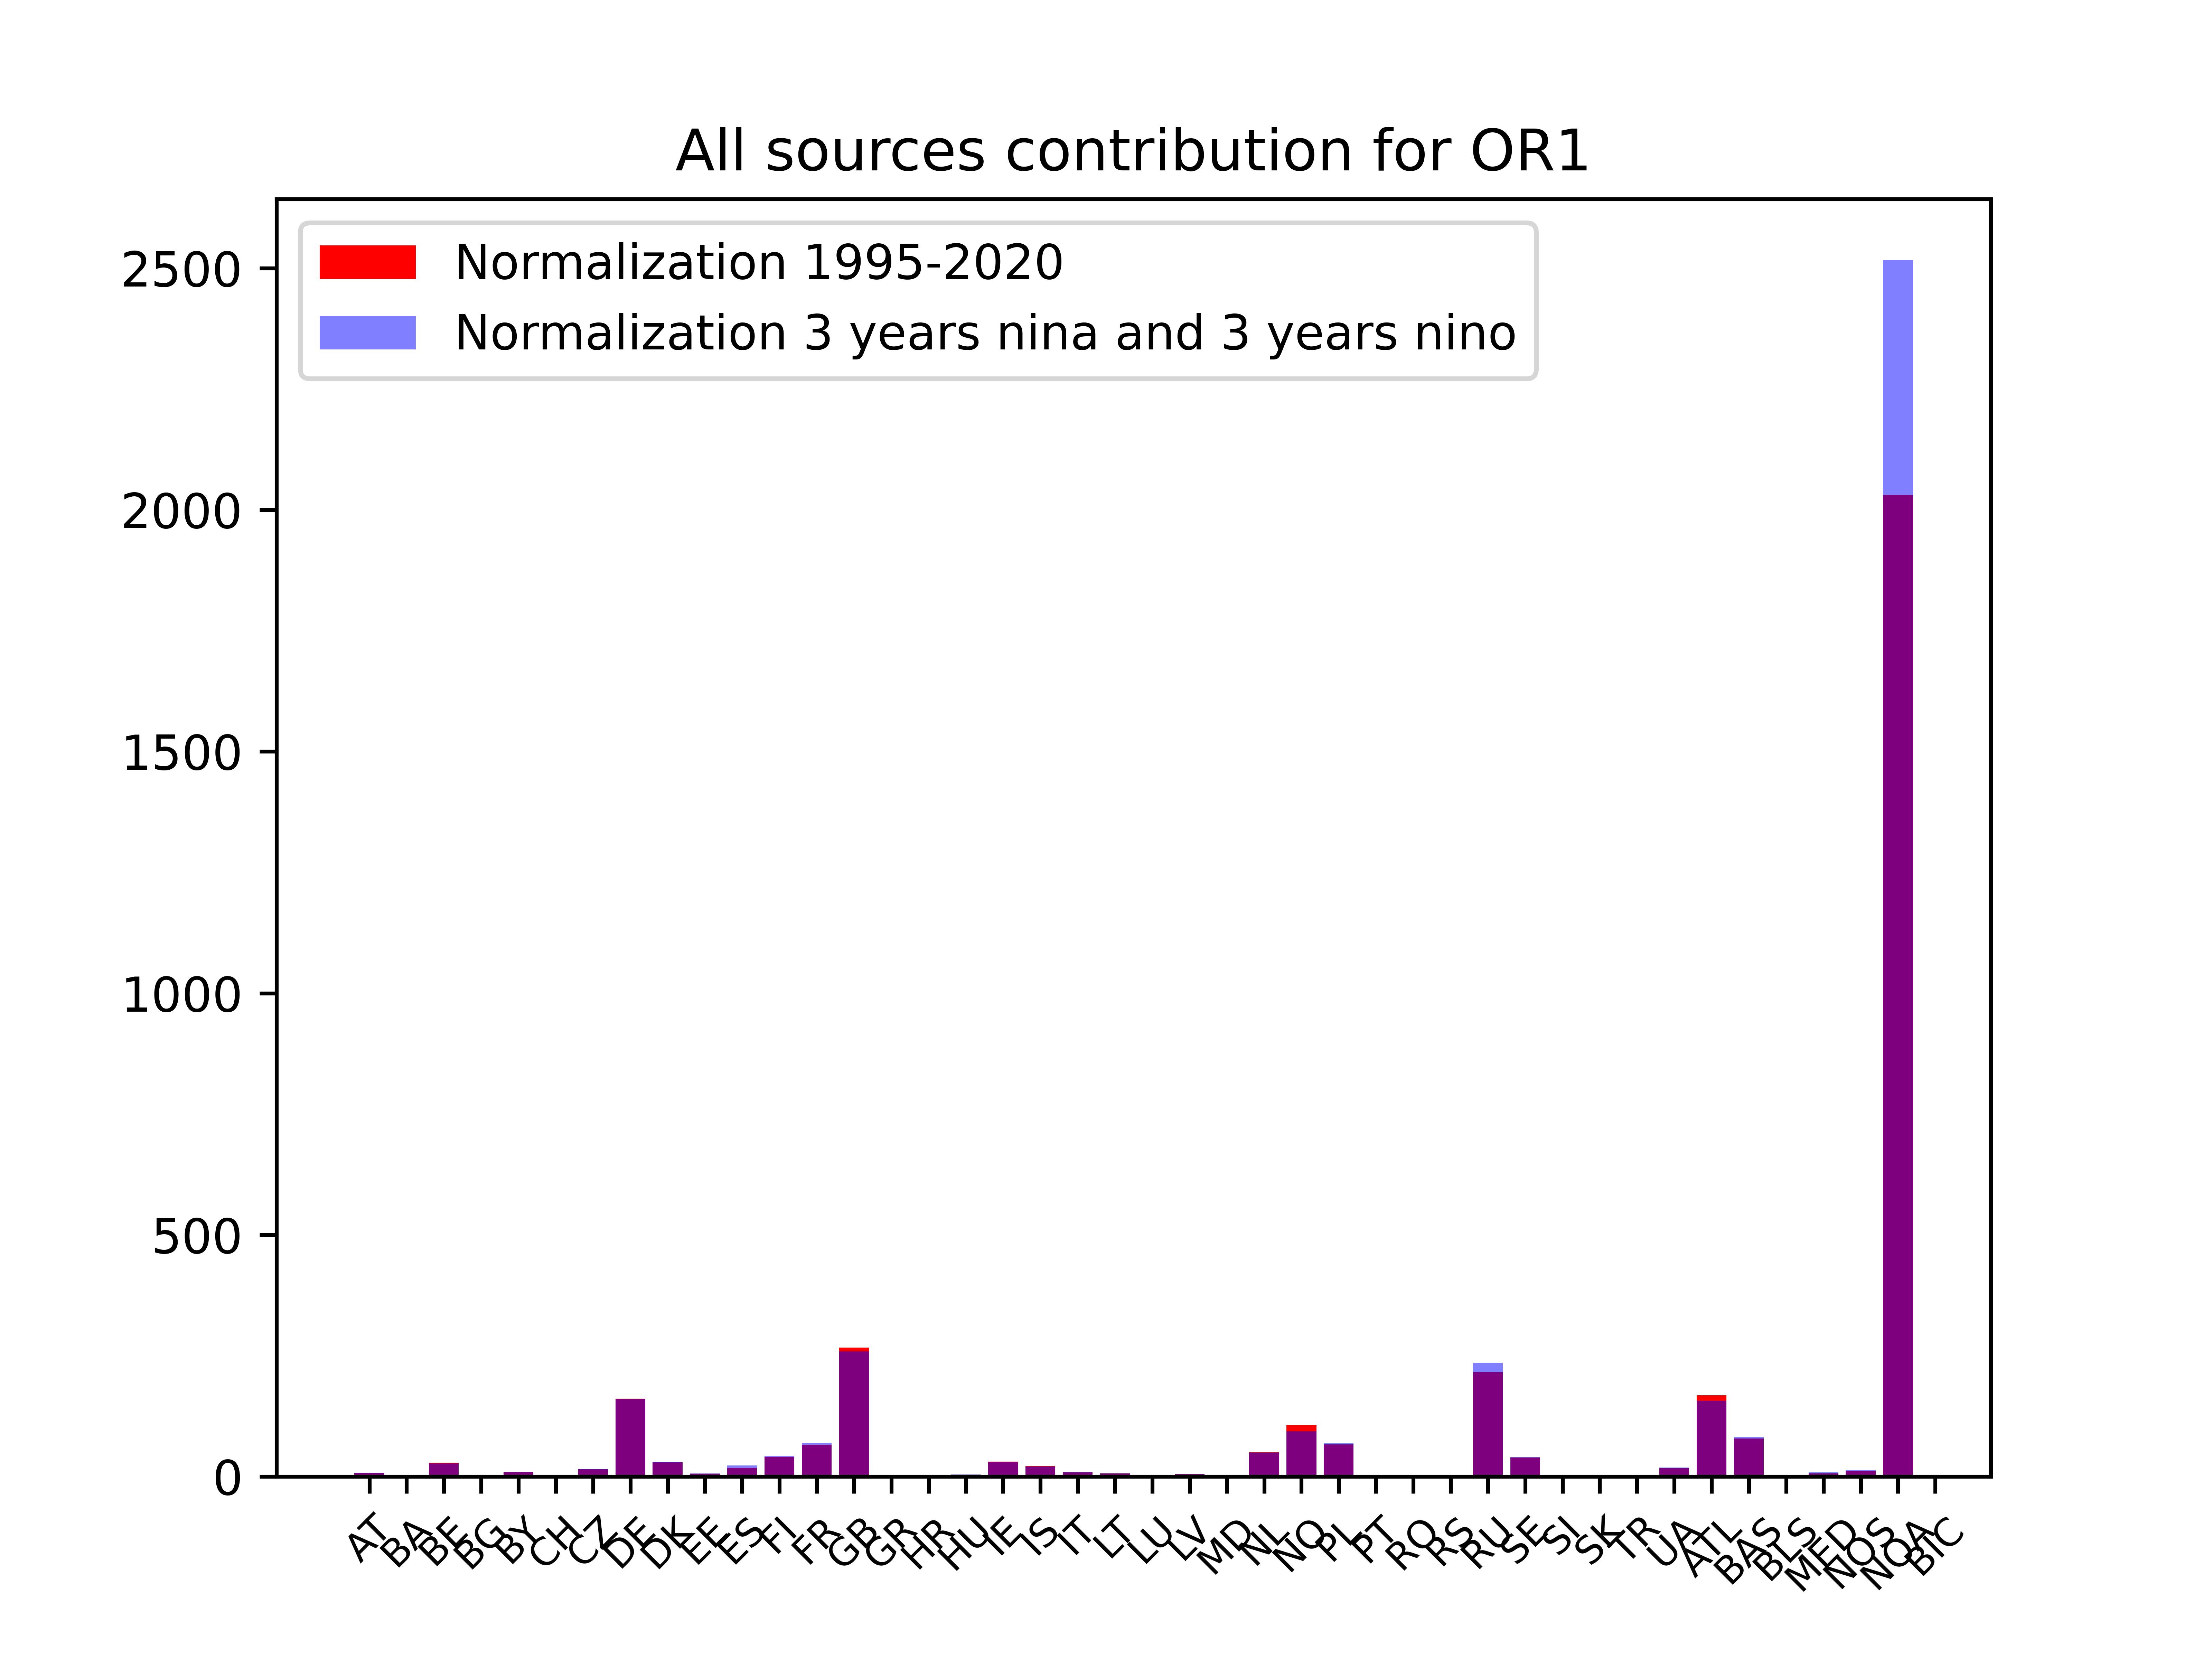 All sources contribution for OR1
Normalization 1995-2020
Normalization 3 years nina and 3 years nino
2500
2000
1500
1000
500
0
AT
BA
BE
BG
BY
CH
CZ
DE
DK
EE
ES
FI
FR
GB
GR
HR
HU
IE
IS
IT
LT
LU
LV
MD
NL
NO
PL
PT
RO
RS
RU
SE
SI
SK
TR
UA
ATL
BAS
BLS
MED
NOS
NOA
BIC